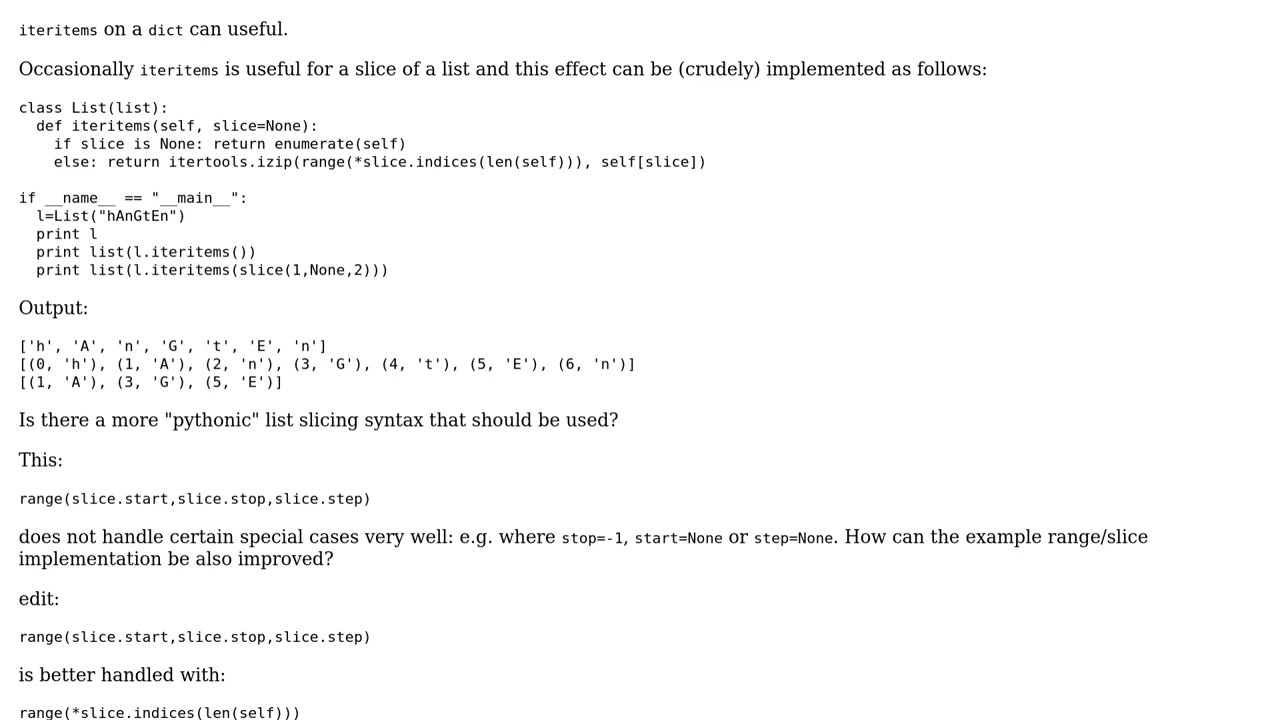 iteritems on a dict can useful.
Occasionally iteritems is useful for a slice of a list and this effect can be (crudely) implemented as follows:
class List(list):
  def iteritems(self, slice=None):
    if slice is None: return enumerate(self)
    else: return itertools.izip(range(*slice.indices(len(self))), self[slice])

if __name__ == "__main__":
  l=List("hAnGtEn")
  print l
  print list(l.iteritems())
  print list(l.iteritems(slice(1,None,2)))
Output:
['h', 'A', 'n', 'G', 't', 'E', 'n']
[(0, 'h'), (1, 'A'), (2, 'n'), (3, 'G'), (4, 't'), (5, 'E'), (6, 'n')]
[(1, 'A'), (3, 'G'), (5, 'E')]
Is there a more "pythonic" list slicing syntax that should be used?
This:
range(slice.start,slice.stop,slice.step)
does not handle certain special cases very well: e.g. where stop=-1, start=None or step=None. How can the example range/slice
implementation be also improved?
edit:
range(slice.start,slice.stop,slice.step)
is better handled with:
range(*slice.indices(len(self)))